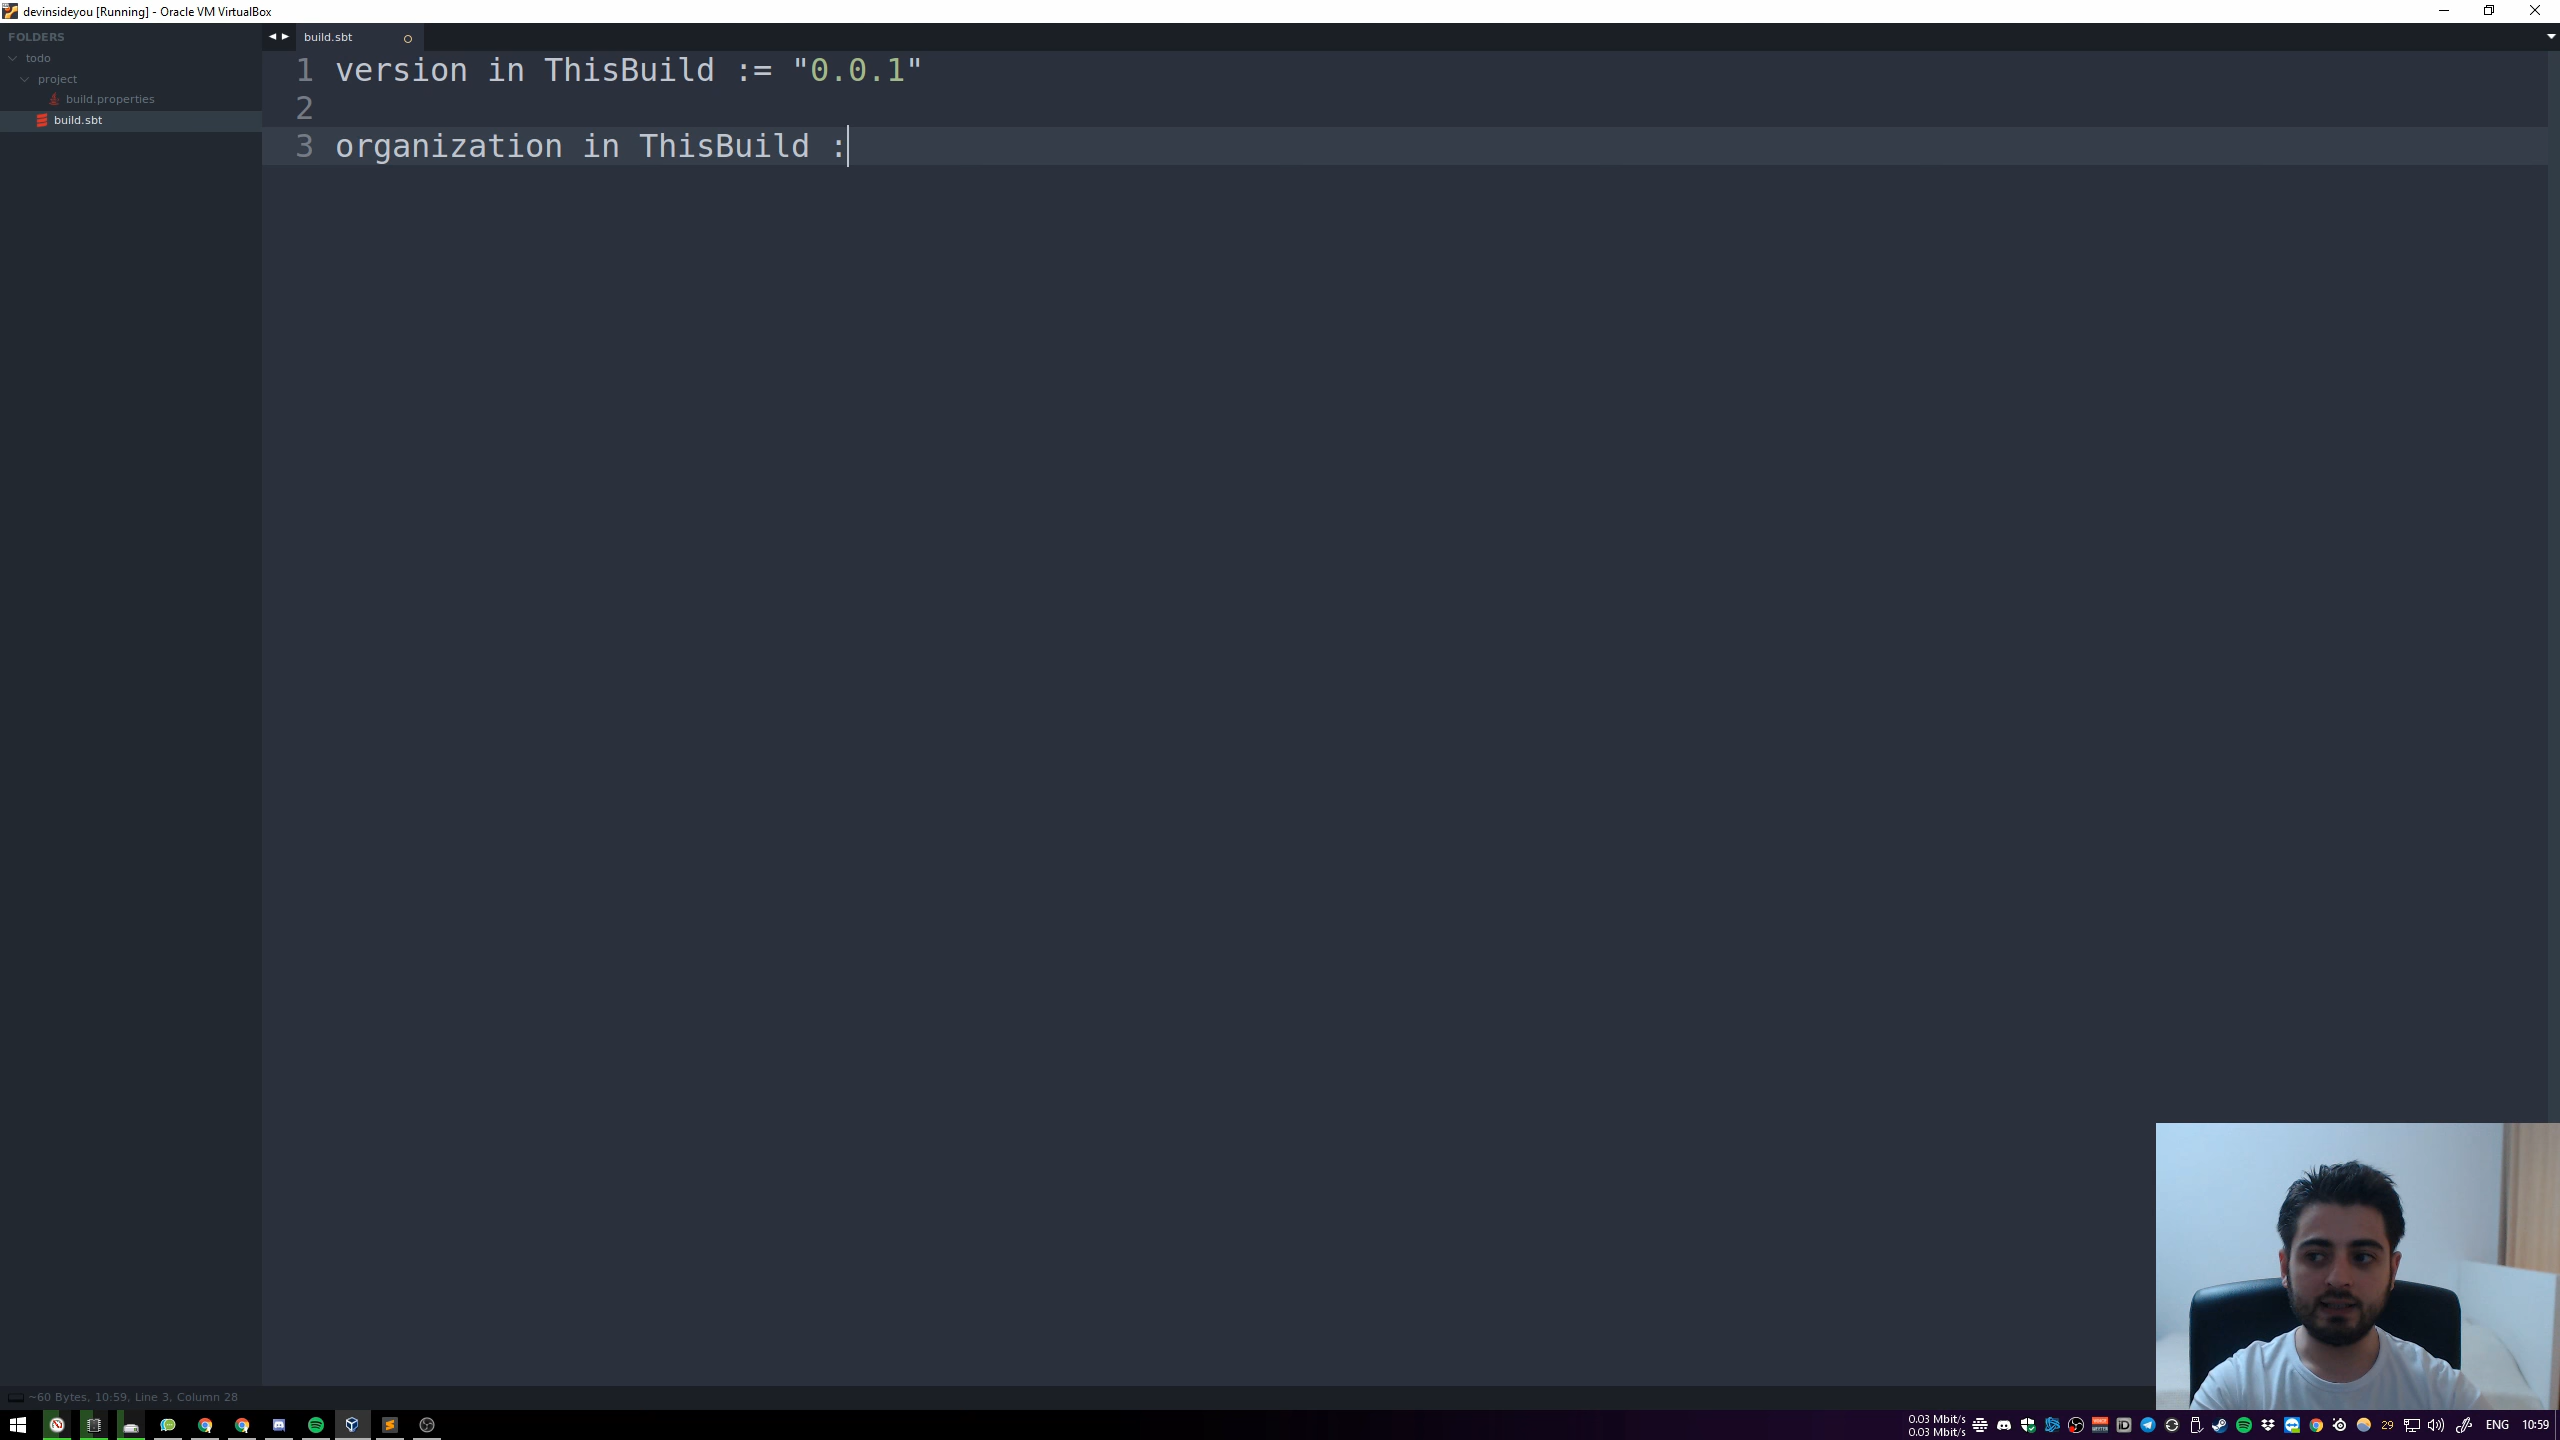 devinsideyou [Running] - Oracle VM VirtualBox
FOLDERS
todo
project
build.properties
build.sbt
build.sbt
1 version in ThisBuild := "0.0.1"
2
3 organization in ThisBuild :
~60 Bytes, 10:59, Line 3, Column 28
0.03 Mbit/s
0.03 Mbit/s
29
ENG
10:59